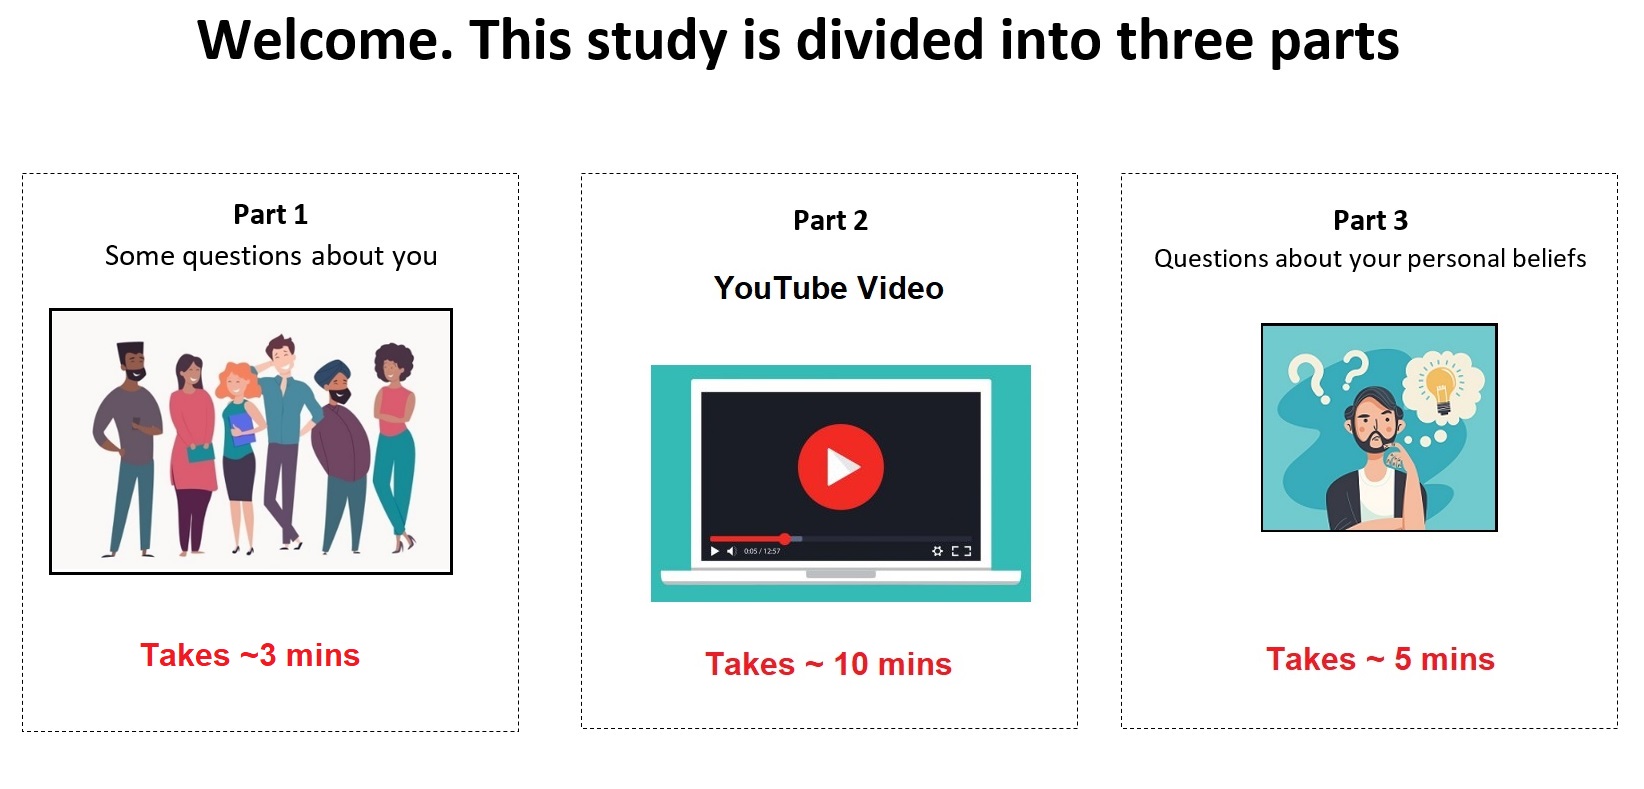 Welcome. This study is divided into three parts
Part 1
Some questions about you
Takes ~3 mins
Part 2
YouTube Video
0:05 / 12:57
Takes ~ 10 mins
Part 3
Questions about your personal beliefs
Takes ~ 5 mins